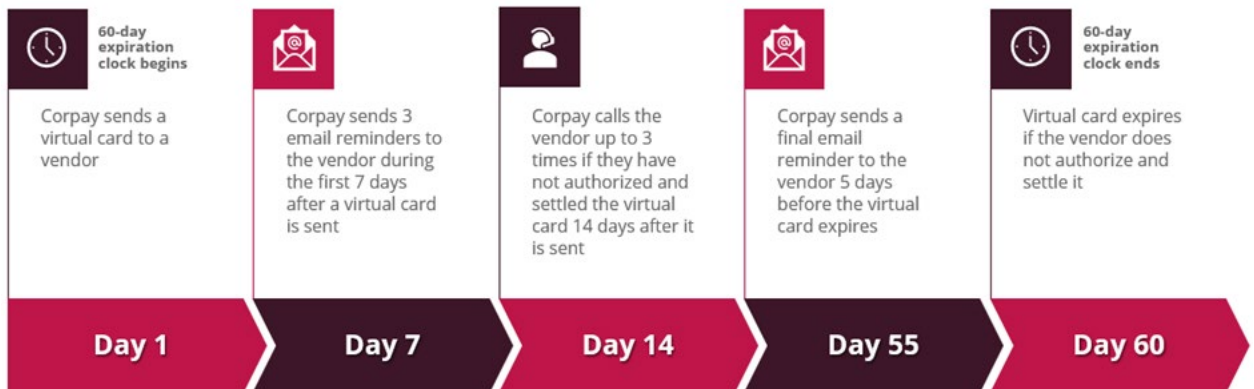 60-day
expiration
clock begins
Corpay sends a
virtual card to a
vendor
@
Corpay sends 3
email reminders to
the vendor during
the first 7 days
after a virtual card
is sent
Corpay calls the
vendor up to 3
times if they have
not authorized and
settled the virtual
card 14 days after it
is sent
@
Corpay sends a
final email
reminder to the
vendor 5 days
before the virtual
card expires
60-day
expiration
clock ends
Virtual card expires
if the vendor does
not authorize and
settle it
Day 1
Day 7
Day 14
Day 55
Day 60